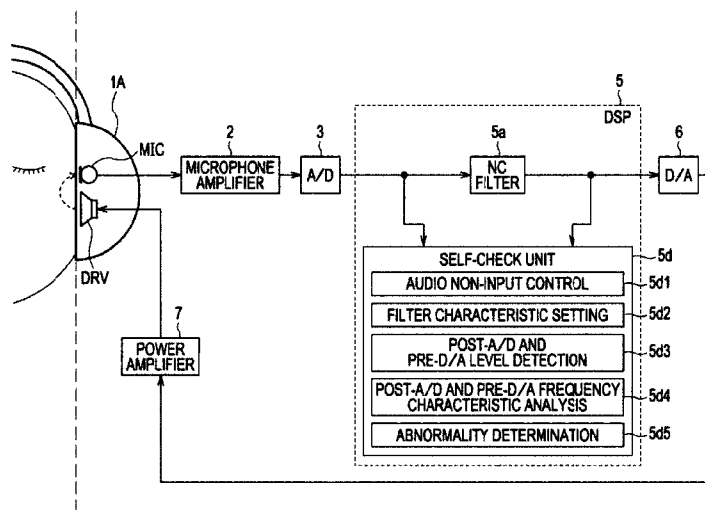 1A
MIC
DRV
2
MICROPHONE
AMPLIFIER
3
A/D
5
DSP
5a
NC
FILTER
6
D/A
7
POWER
AMPLIFIER
SELF-CHECK UNIT
5d
AUDIO NON-INPUT CONTROL
5d1
FILTER CHARACTERISTIC SETTING
5d2
POST-A/D AND
PRE-D/A LEVEL DETECTION
5d3
POST-A/D AND PRE-D/A FREQUENCY
CHARACTERISTIC ANALYSIS
5d4
ABNORMALITY DETERMINATION
5d5